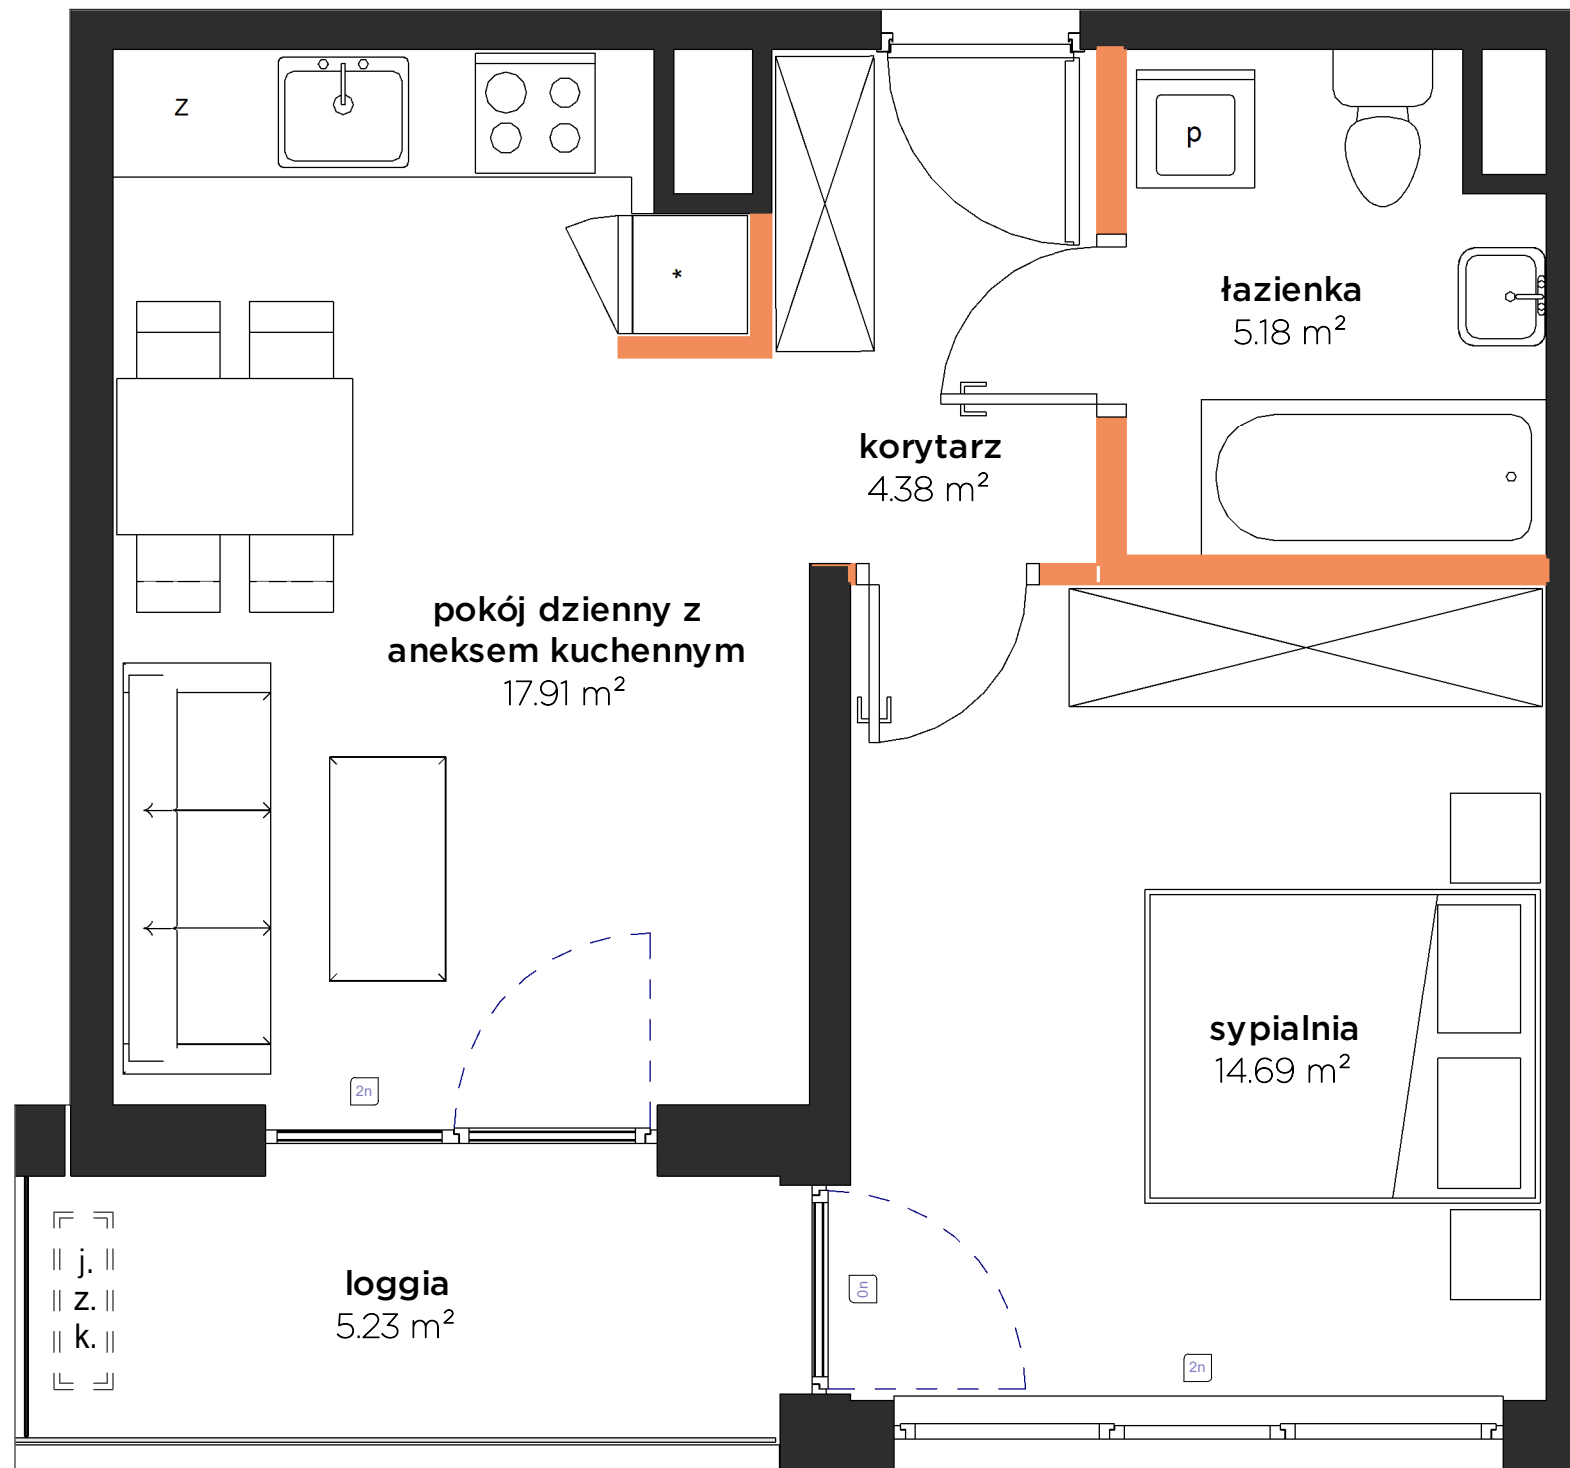 z
p
*
łazienka
5.18 m²
korytarz
4.38 m²
pokój dzienny z
aneksem kuchennym
17.91 m²
sypialnia
14.69 m²
2n
loggia
5.23 m²
j.
z.
k.
0n
2n